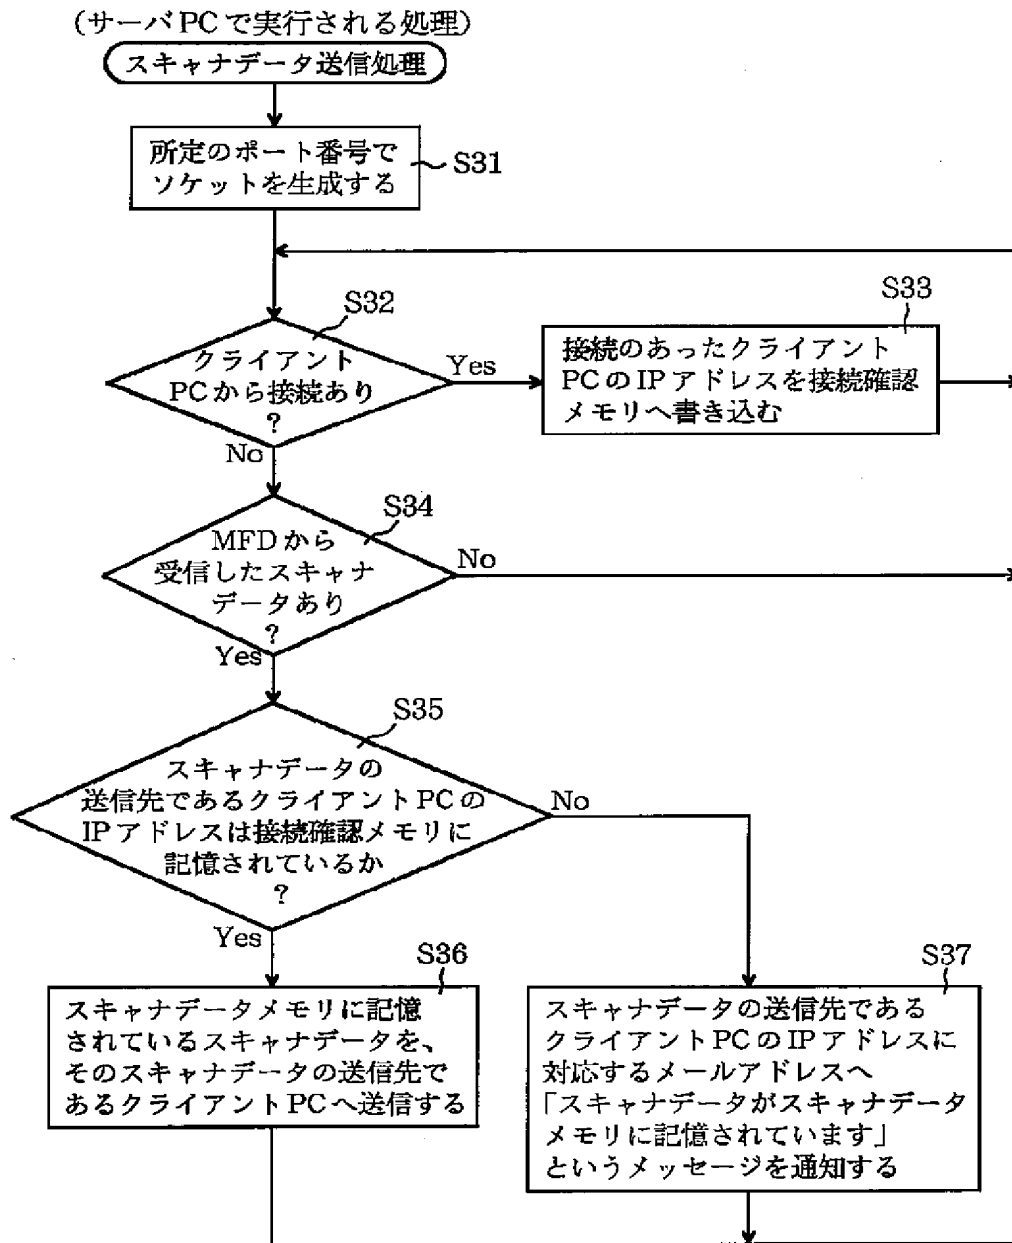 （サーバPCで実行される処理）
スキャナデータ送信処理
所定のポート番号で
ソケットを生成する
S31
S32
クライアント
PCから接続あり
？
Yes
No
S33
接続のあったクライアント
PCのIPアドレスを接続確認
メモリへ書き込む
S34
MFDから
受信したスキャナ
データあり
？
No
Yes
S35
スキャナデータの
送信先であるクライアントPCの
IPアドレスは接続確認メモリに
記憶されているか
？
No
Yes
S36
スキャナデータメモリに記憶
されているスキャナデータを、
そのスキャナデータの送信先で
あるクライアントPCへ送信する
S37
スキャナデータの送信先である
クライアントPCのIPアドレスに
対応するメールアドレスへ
「スキャナデータがスキャナデータ
メモリに記憶されています」
というメッセージを通知する